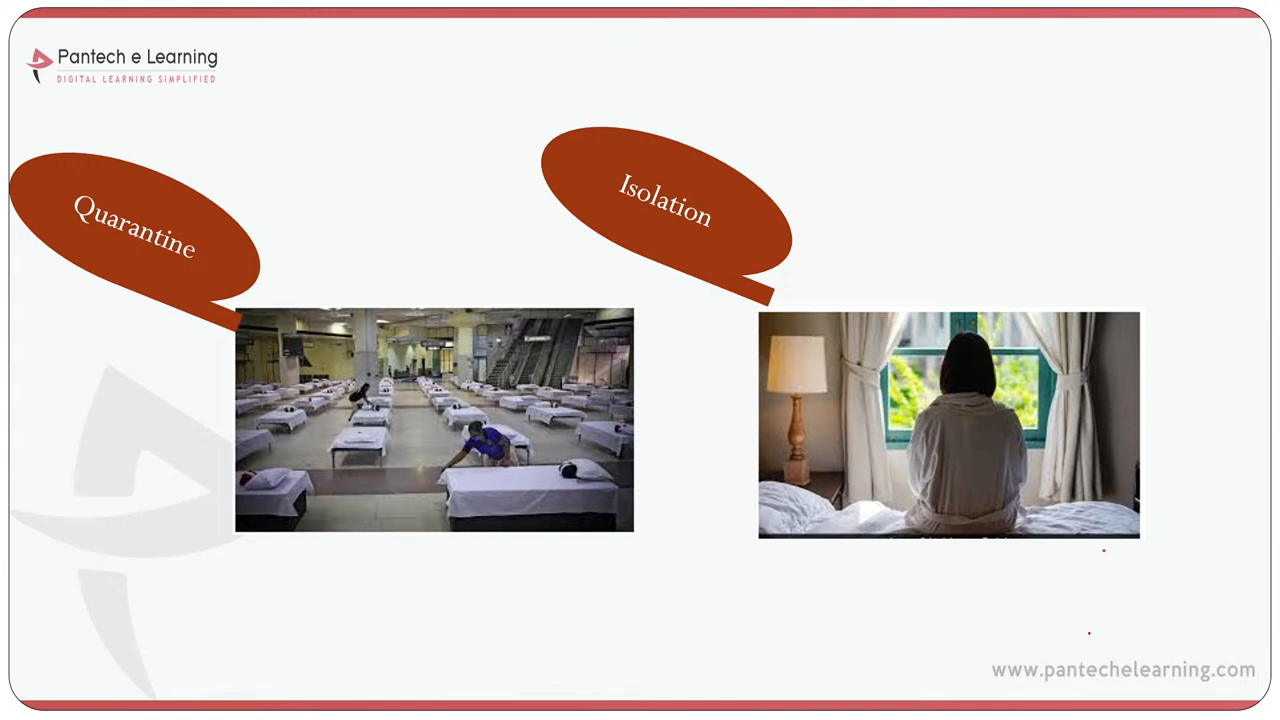 Pantech e Learning
DIGITAL LEARNING SIMPLIFIED
Quarantine
Isolation
www.pantechelearning.com